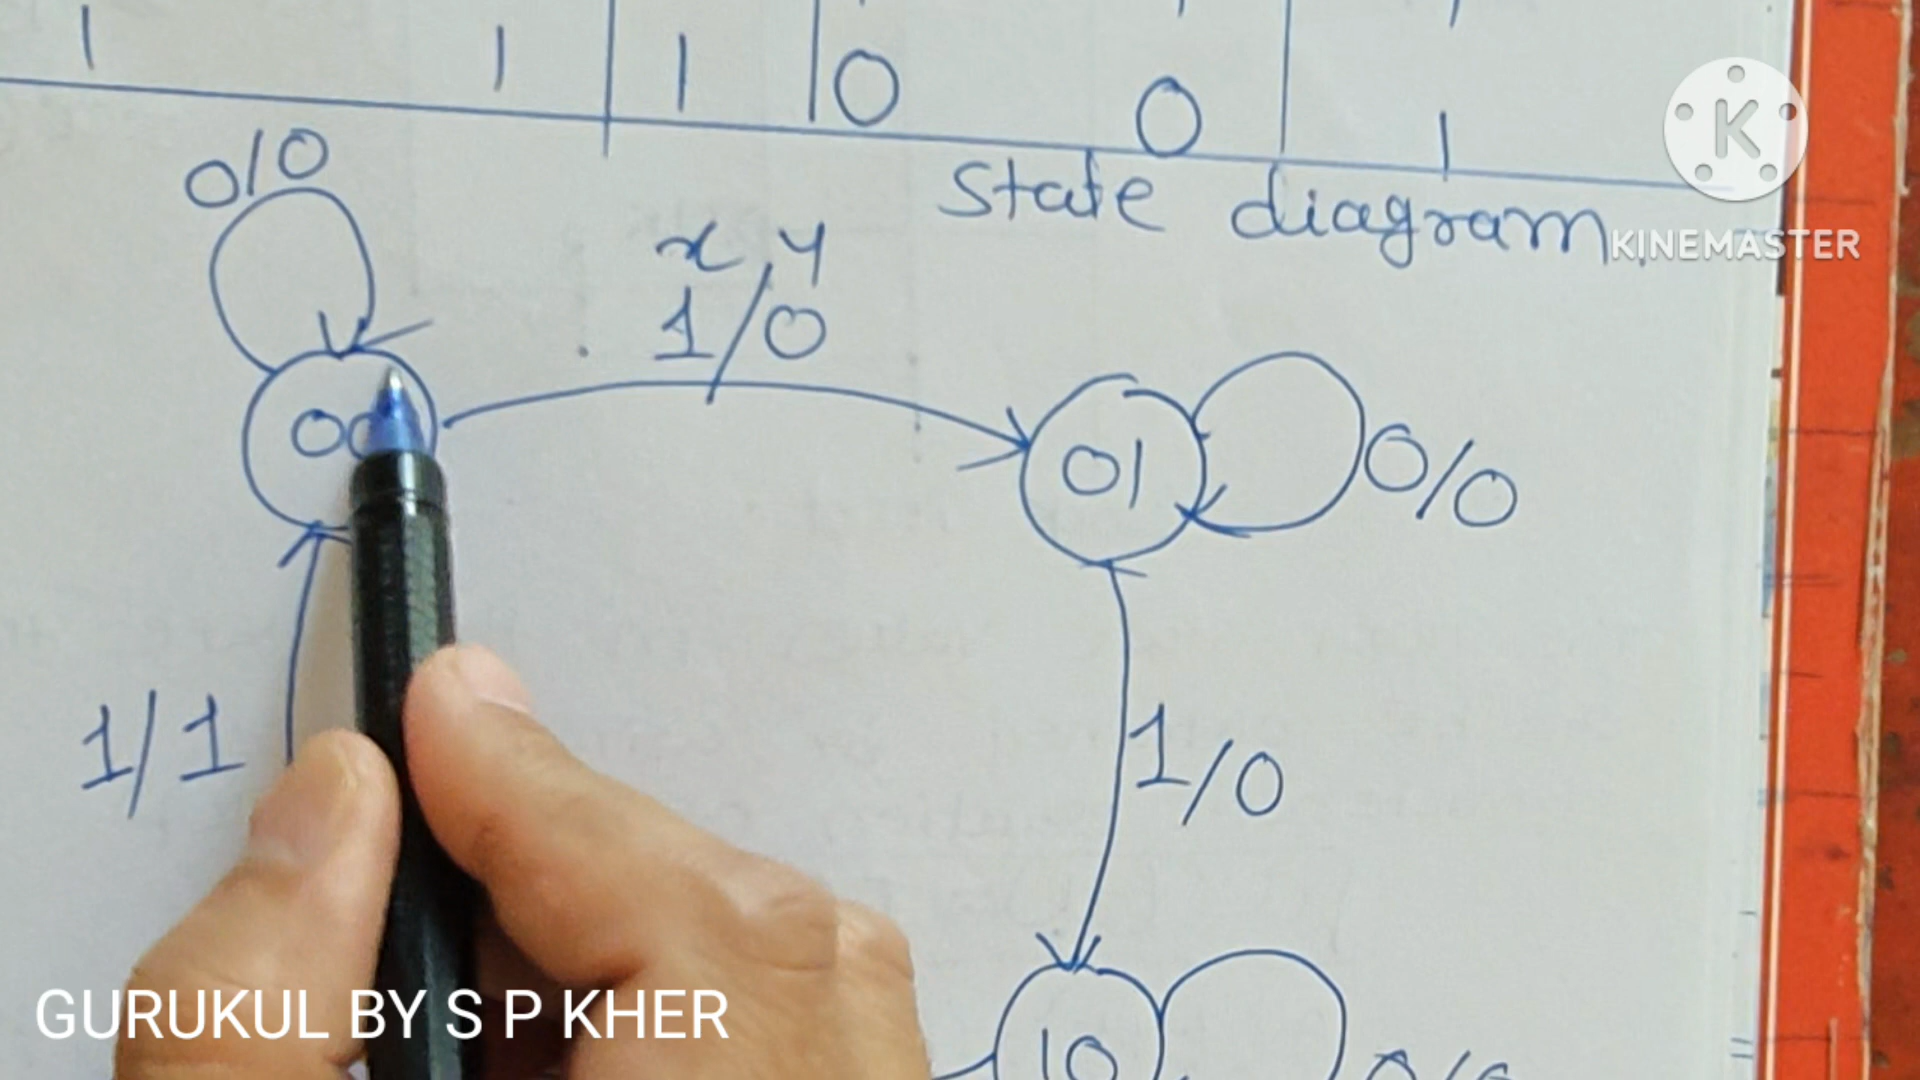 1 1 1 0 0 1
State diagram.
KINEMASTER
0/0
x, y
1/0
00
01
0/0
1/1
1/0
10
GURUKUL BY S P KHER